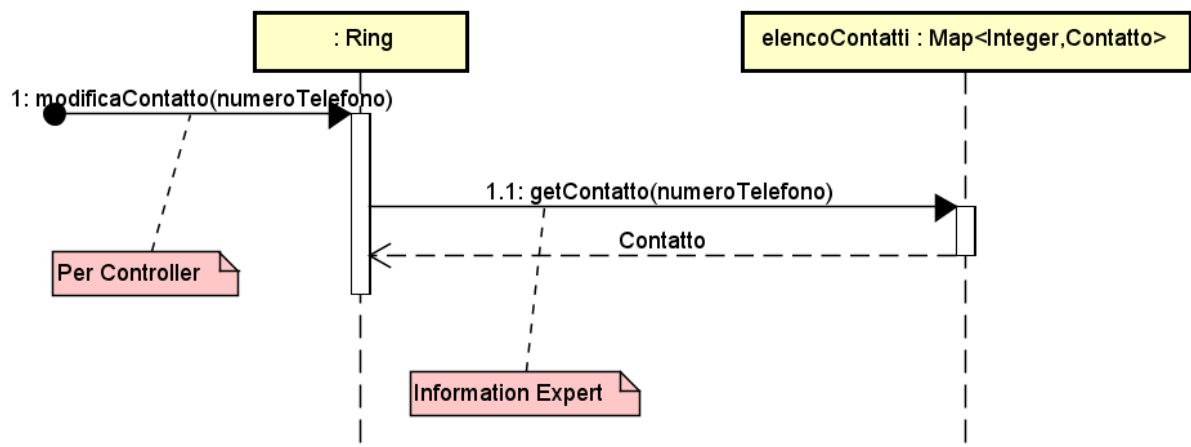 : Ring
elencoContatti : Map<Integer,Contatto>
1: modificaContatto(numeroTelefono)
1.1: getContatto(numeroTelefono)
Contatto
Per Controller
Information Expert